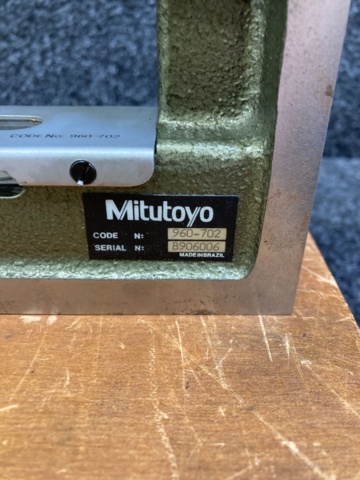 CODE No. 960-702
Mitutoyo
CODE Nº 960-702
SERIAL Nº 8906006
MADE IN BRAZIL